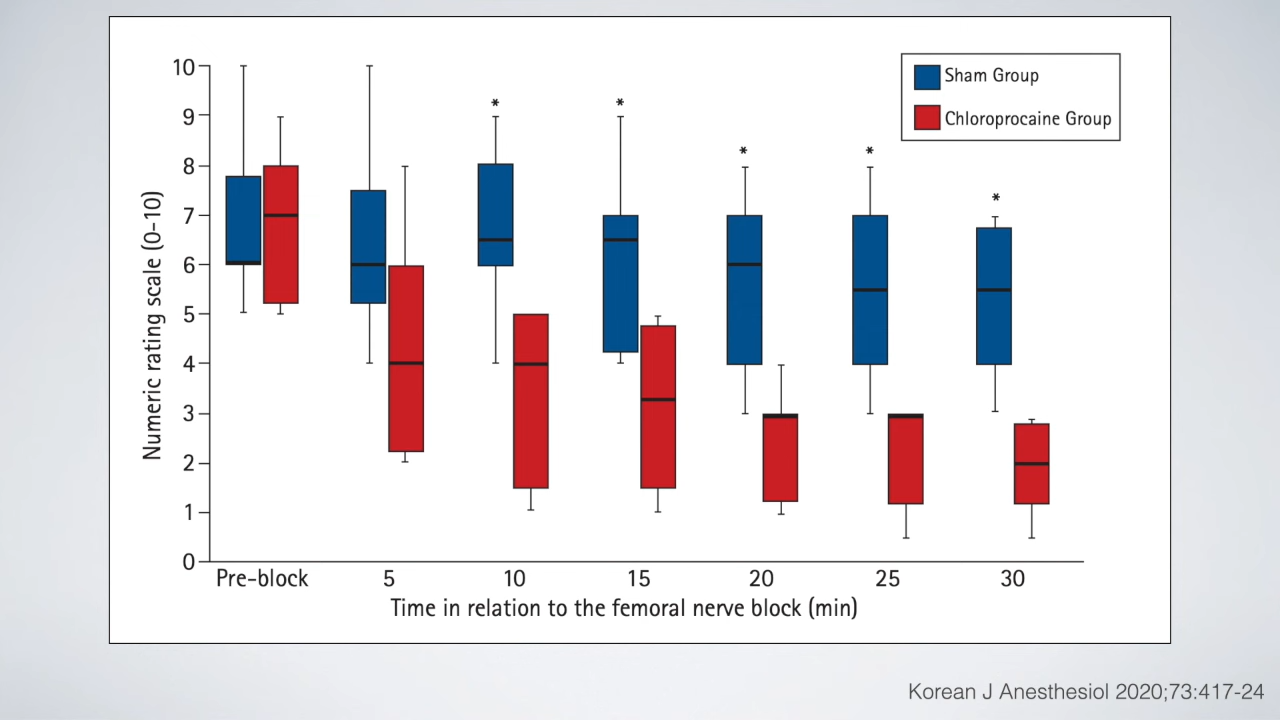 Sham Group
Chloroprocaine Group
10
9
8
7
6
5
4
3
2
1
0
Numeric rating scale (0-10)
* * * * *
Pre-block 5 10 15 20 25 30
Time in relation to the femoral nerve block (min)
Korean J Anesthesiol 2020;73:417-24